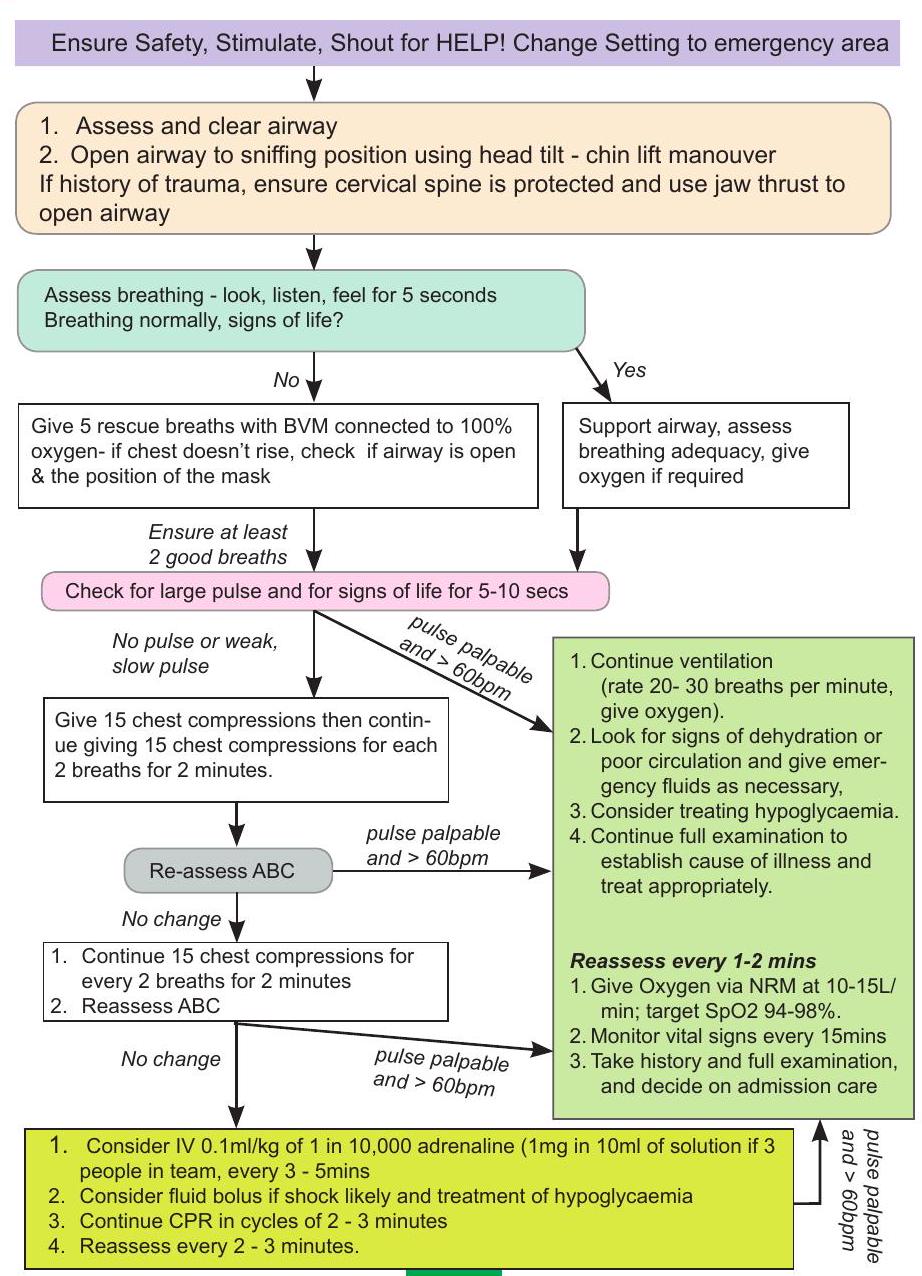 Ensure Safety, Stimulate, Shout for HELP! Change Setting to emergency area
1. Assess and clear airway
2. Open airway to sniffing position using head tilt - chin lift manouver
If history of trauma, ensure cervical spine is protected and use jaw thrust to
open airway
Assess breathing - look, listen, feel for 5 seconds
Breathing normally, signs of life?
No
Yes
Give 5 rescue breaths with BVM connected to 100%
oxygen- if chest doesn't rise, check if airway is open
& the position of the mask
Support airway, assess
breathing adequacy, give
oxygen if required
Ensure at least
2 good breaths
Check for large pulse and for signs of life for 5-10 secs
No pulse or weak,
slow pulse
pulse palpable
and > 60bpm
Give 15 chest compressions then contin-
ue giving 15 chest compressions for each
2 breaths for 2 minutes.
Re-assess ABC
pulse palpable
and > 60bpm
No change
1. Continue 15 chest compressions for
every 2 breaths for 2 minutes
2. Reassess ABC
No change
pulse palpable
and > 60bpm
1. Continue ventilation
(rate 20- 30 breaths per minute,
give oxygen).
2. Look for signs of dehydration or
poor circulation and give emer-
gency fluids as necessary,
3. Consider treating hypoglycaemia.
4. Continue full examination to
establish cause of illness and
treat appropriately.
Reassess every 1-2 mins
1. Give Oxygen via NRM at 10-15L/
min; target SpO2 94-98%.
2. Monitor vital signs every 15mins
3. Take history and full examination,
and decide on admission care
1. Consider IV 0.1ml/kg of 1 in 10,000 adrenaline (1mg in 10ml of solution if 3
people in team, every 3 - 5mins
2. Consider fluid bolus if shock likely and treatment of hypoglycaemia
3. Continue CPR in cycles of 2 - 3 minutes
4. Reassess every 2 - 3 minutes.
pulse palpable
and > 60bpm